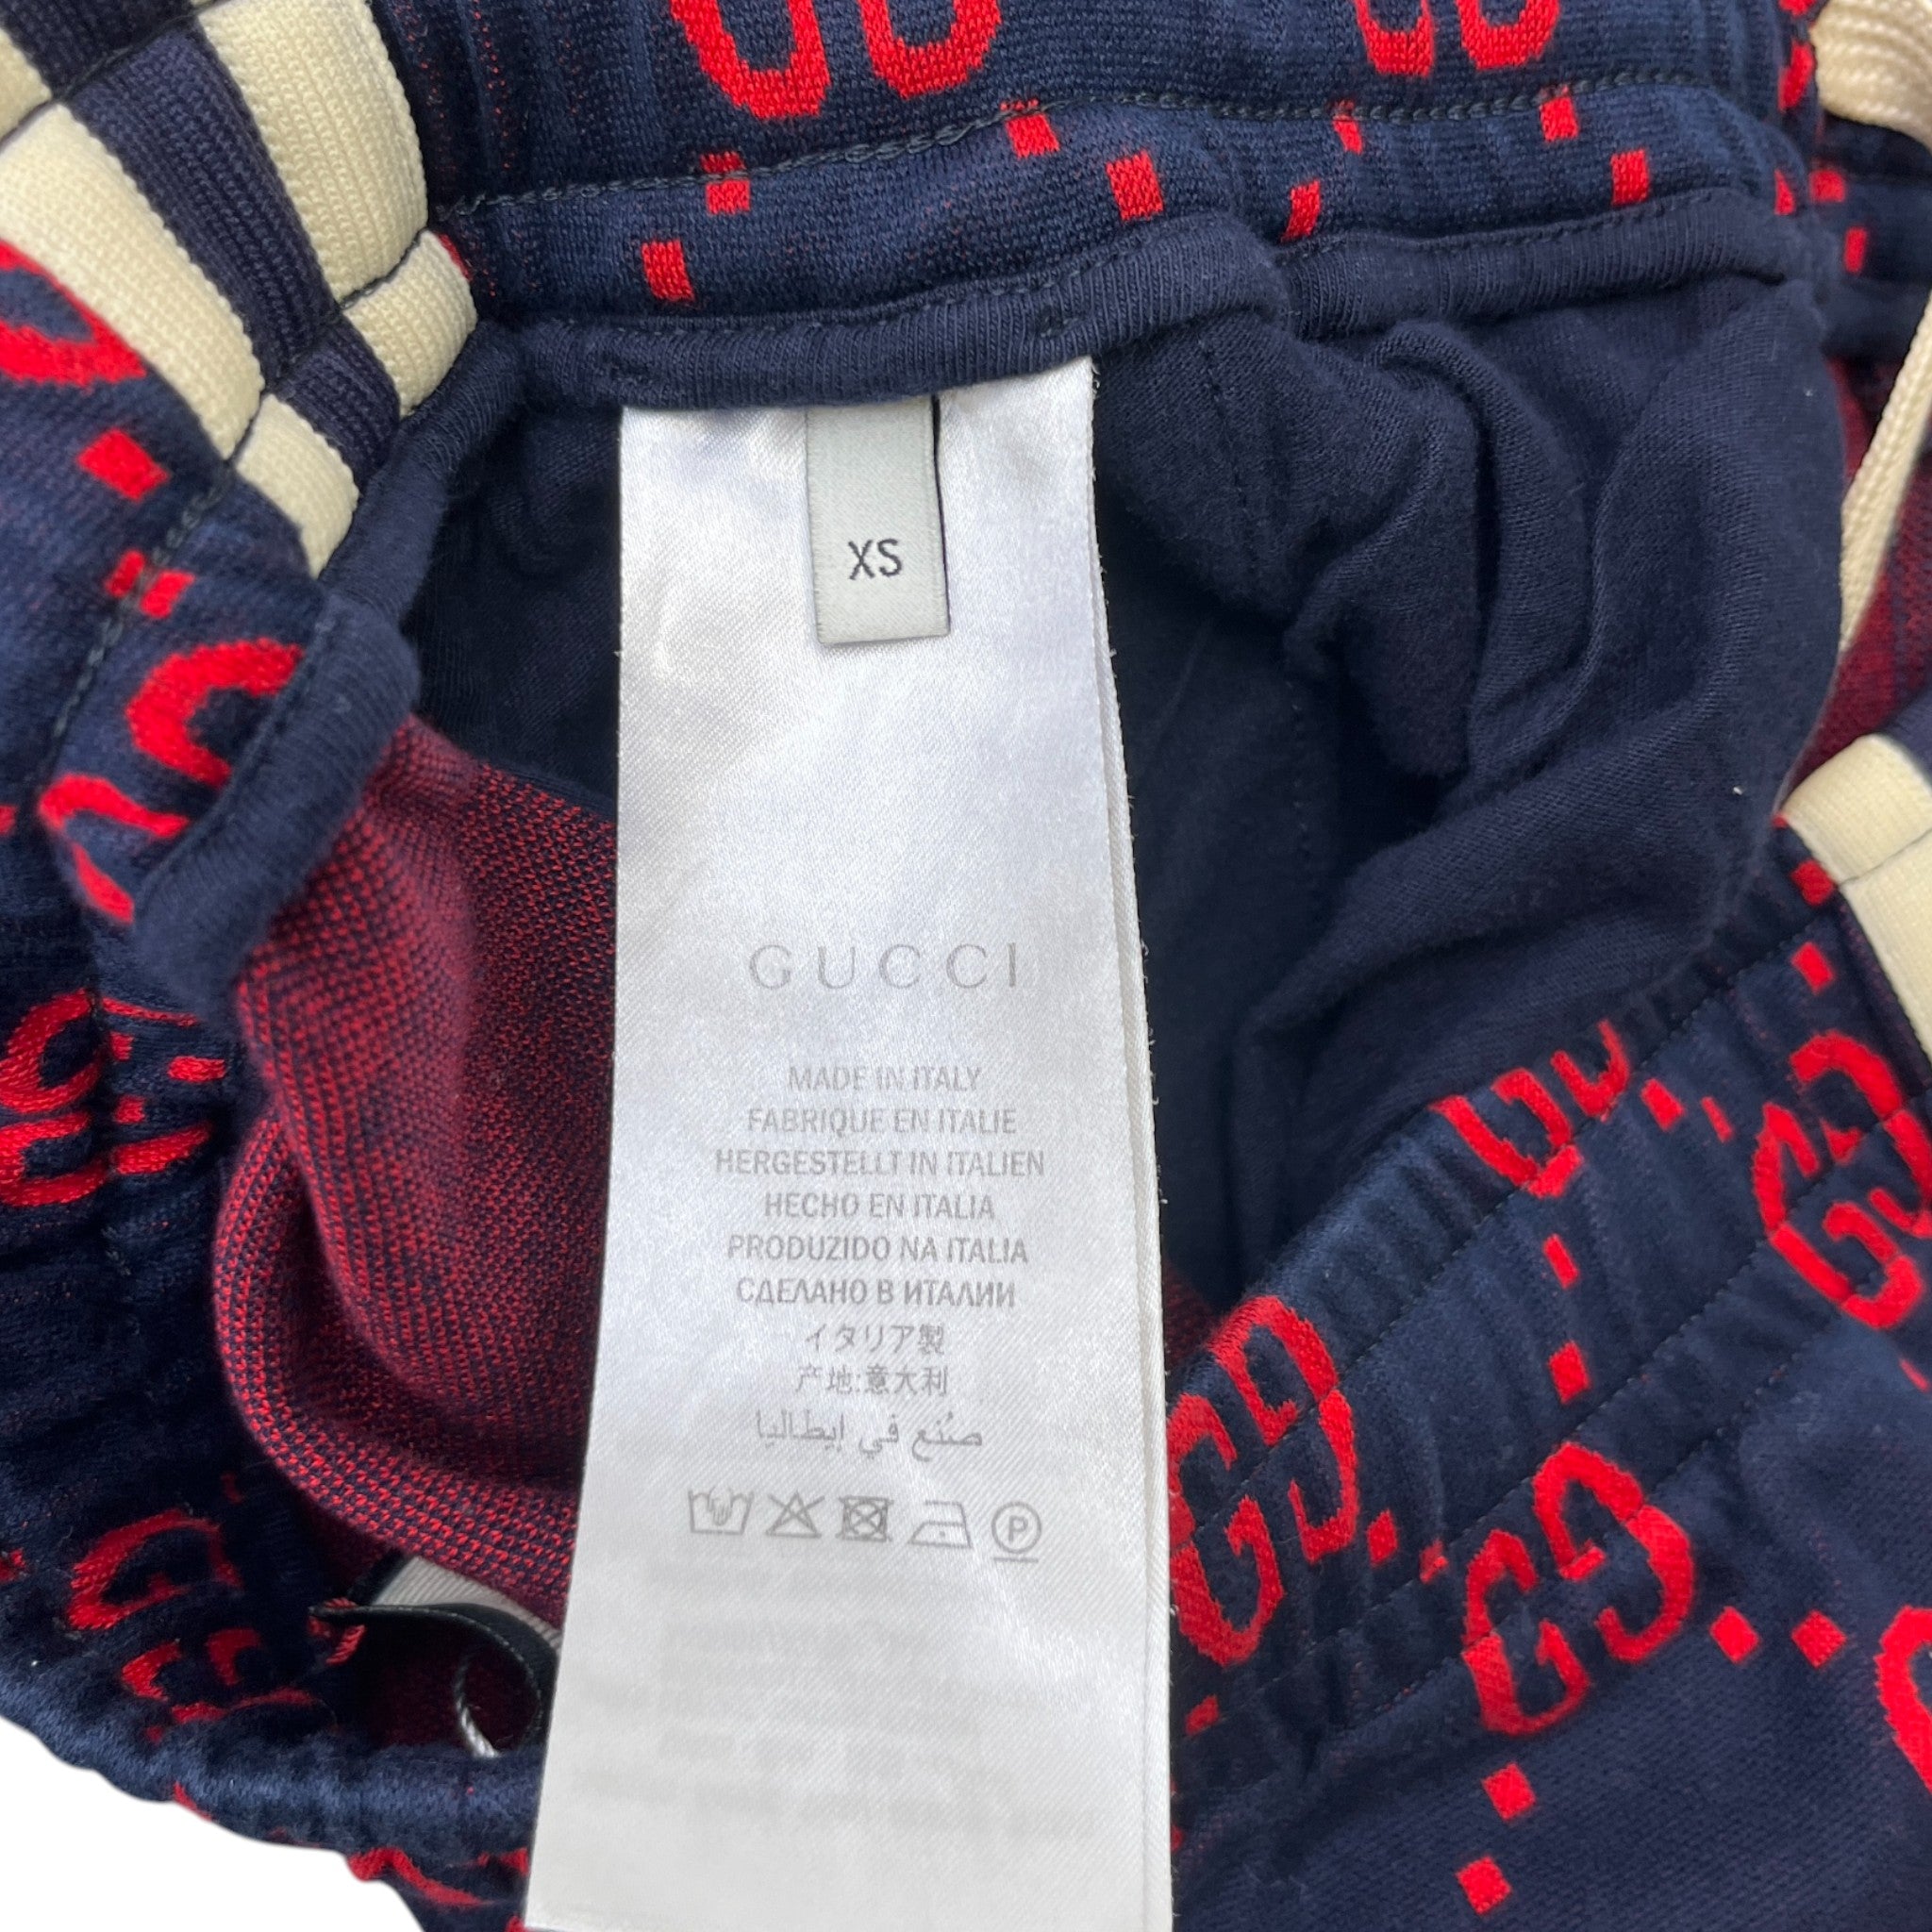 XS
GUCCI
MADE IN ITALY
FABRIQUE EN ITALIE
HERGESTELLT IN ITALIEN
HECHO EN ITALIA
PRODUZIDO NA ITALIA
СДЕЛАНО В ИТАЛИИ
イタリア製
产地:意大利
صُنع في إيطاليا
P